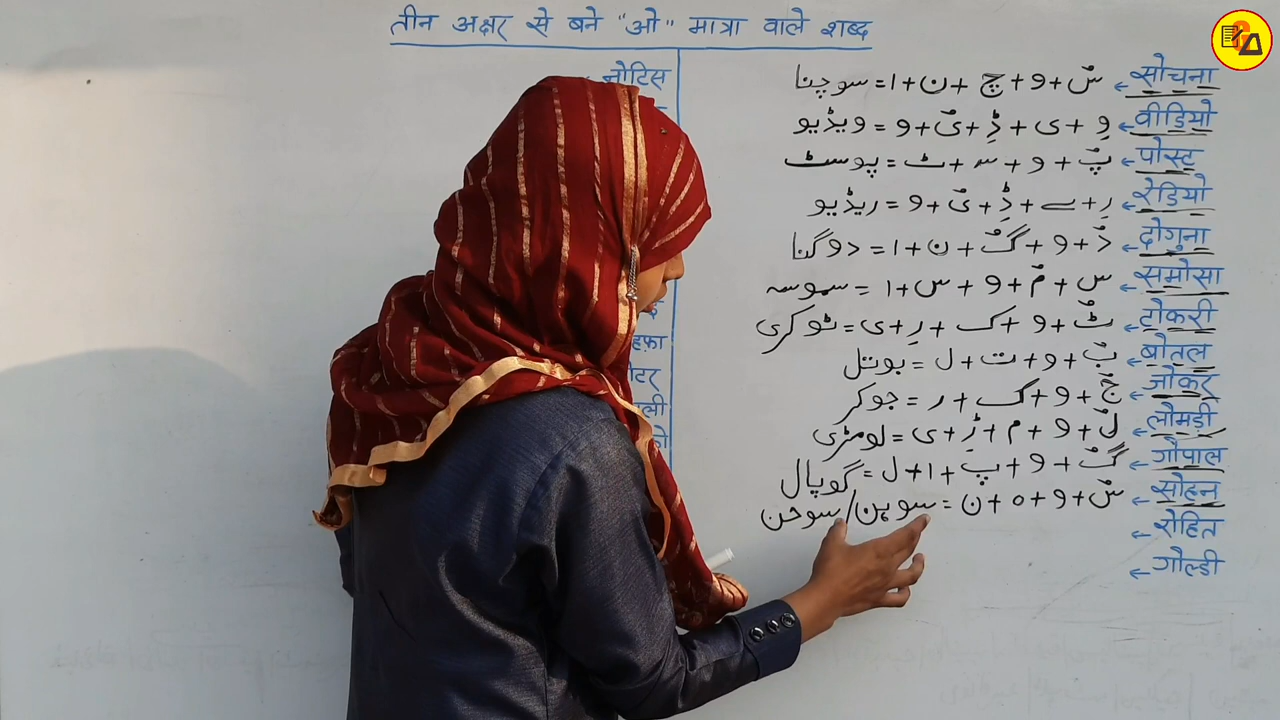 तीन अक्षर से बने "ओ" मात्रा वाले शब्द
सोचना ← سُ + و + چ + ن + ا = سوچنا
वीडियो ← وِ + ی + ڈِ + یُ + و = ویڈیو
पोस्ट ← پُ + و + س + ٹ = پوسٹ
रेडियो ← رِ + ے + ڈِ + یُ + و = ریڈیو
दोगुना ← دُ + و + گُ + ن + ا = دوگنا
समोसा ← س + مُ + و + س + ا = سموسہ
टोकरी ← ٹُ + و + ک + رِ + ی = ٹوکری
बोतल ← بُ + و + ت + ل = بوتل
जोकर ← جُ + و + ک + ر = جوکر
लोमड़ी ← لُ + و + م + ڑِ + ی = لومڑی
गोपाल ← گُ + و + پ + ا + ل = گوپال
सोहन ← سُ + و + ہ + ن = سوہن/سوحن
रोहित ←
गोल्डी ←
नोटिस